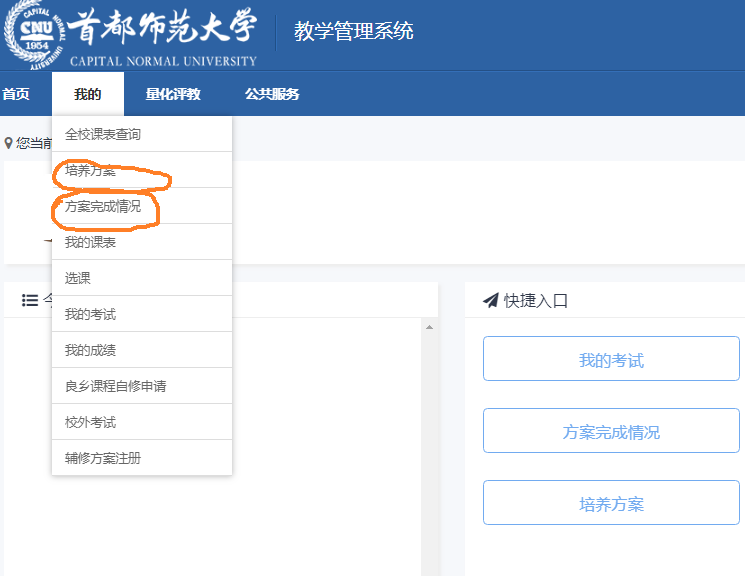 CAPITAL NORMAL
CNU
1954
UNIVERSITY
首都师范大学
CAPITAL NORMAL UNIVERSITY
教学管理系统
首页
我的
量化评教
公共服务
您当前
全校课表查询
培养方案
方案完成情况
我的课表
选课
我的考试
我的成绩
良乡课程自修申请
校外考试
辅修方案注册
快捷入口
我的考试
方案完成情况
培养方案